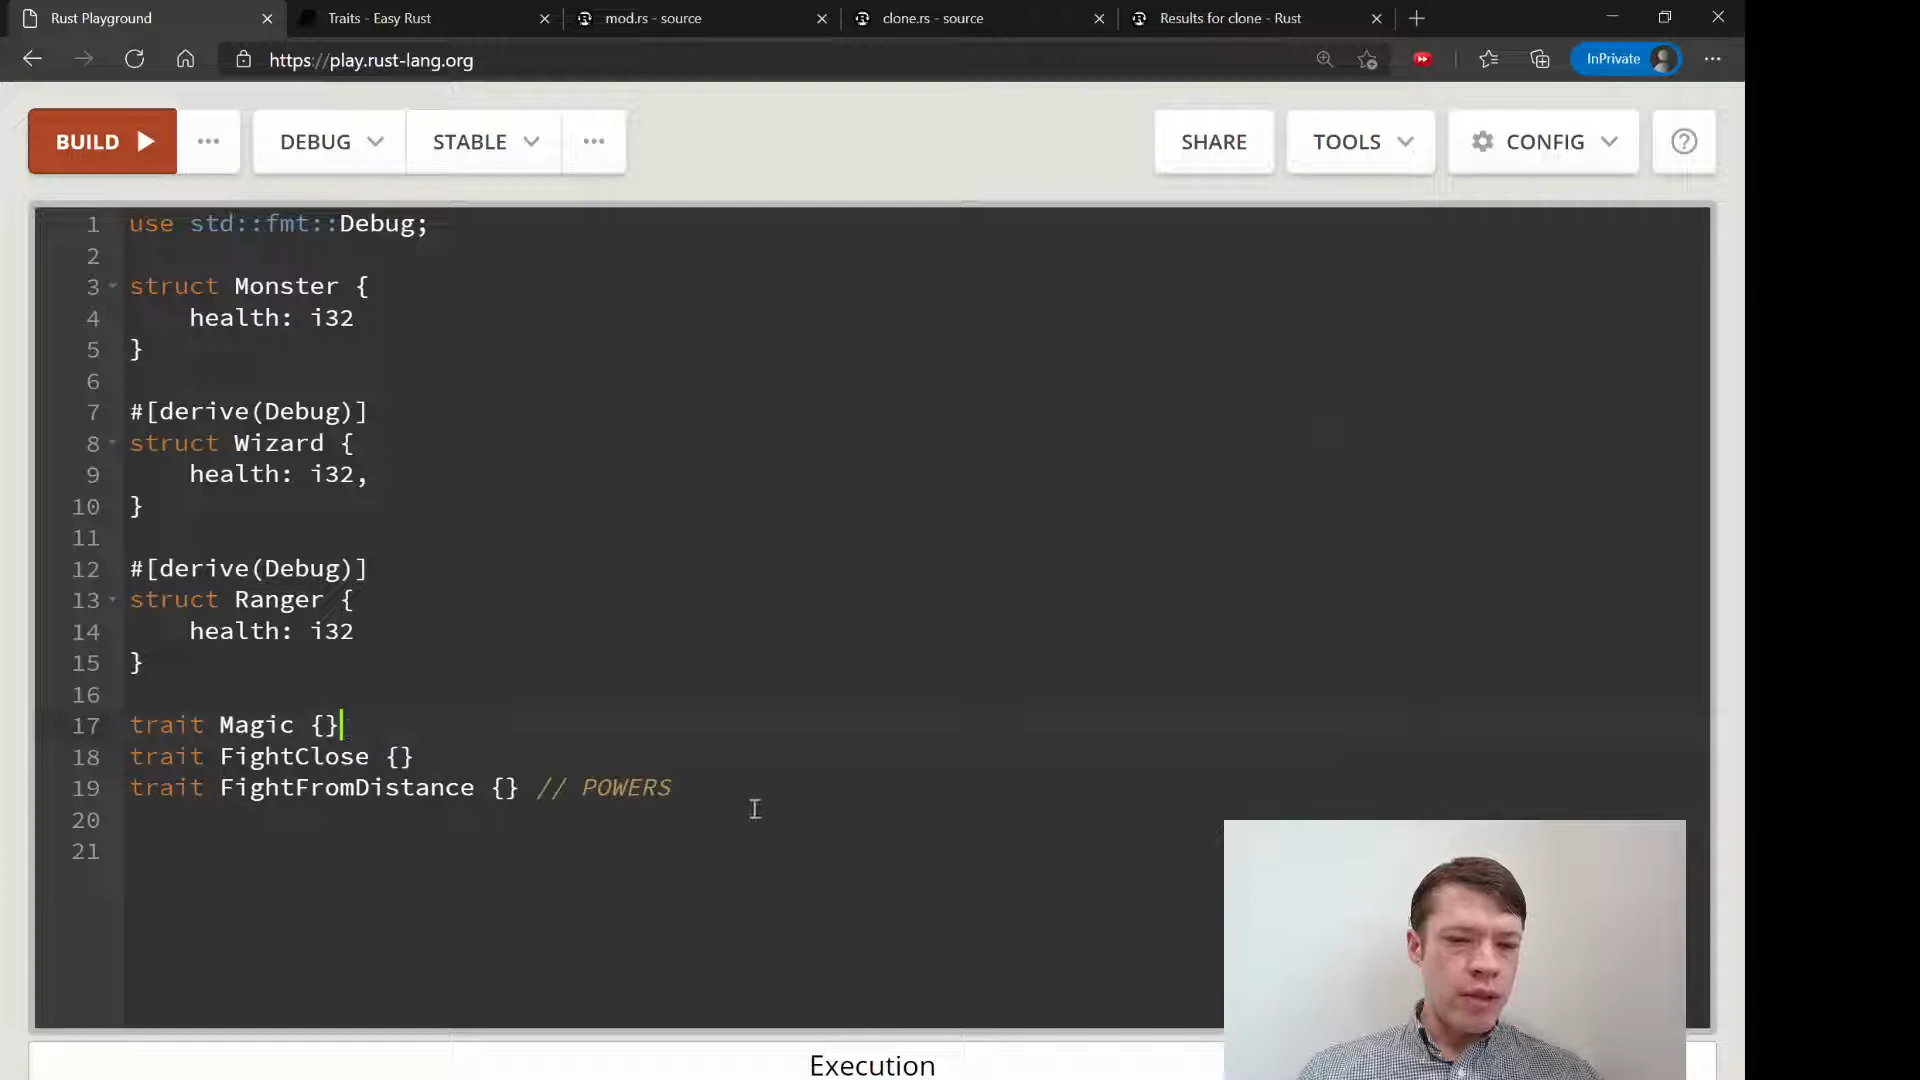 Rust Playground
Traits - Easy Rust
mod.rs - source
clone.rs - source
Results for clone - Rust
https://play.rust-lang.org
InPrivate
BUILD
DEBUG
STABLE
SHARE
TOOLS
CONFIG
1 use std::fmt::Debug;
2
3 struct Monster {
4 health: i32
5 }
6
7 #[derive(Debug)]
8 struct Wizard {
9 health: i32,
10 }
11
12 #[derive(Debug)]
13 struct Ranger {
14 health: i32
15 }
16
17 trait Magic {}
18 trait FightClose {}
19 trait FightFromDistance {} // POWERS
20
21
Execution